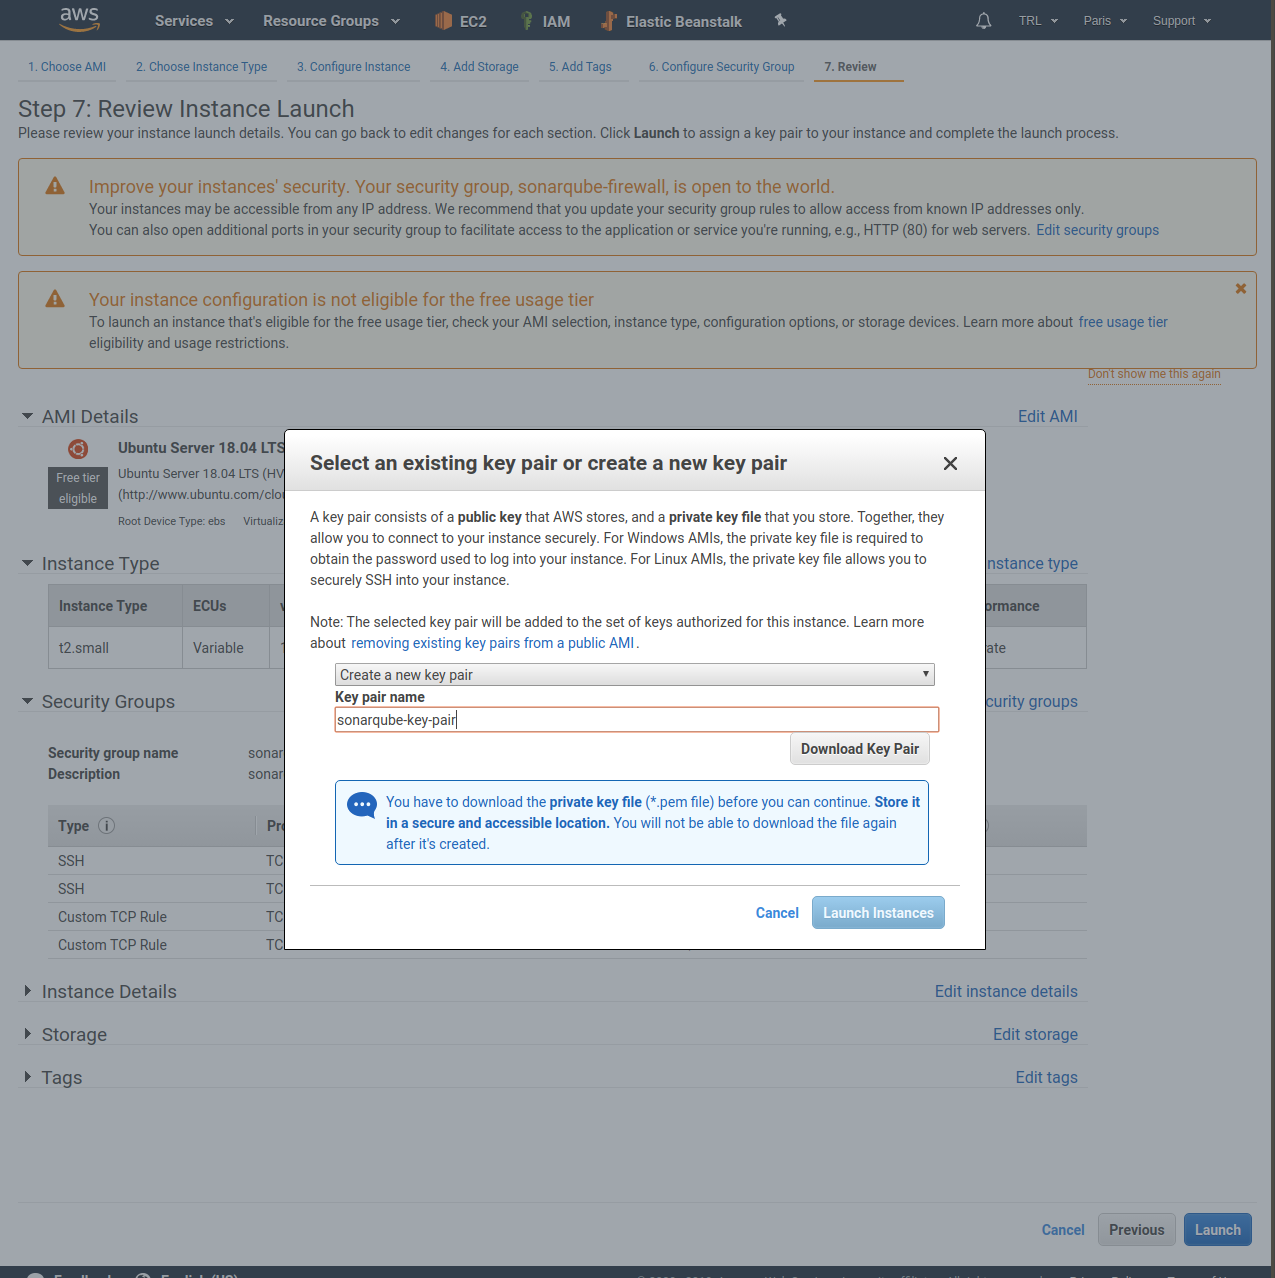 aws Services Resource Groups EC2 IAM Elastic Beanstalk TRL Paris Support
1. Choose AMI 2. Choose Instance Type 3. Configure Instance 4. Add Storage 5. Add Tags 6. Configure Security Group 7. Review
Step 7: Review Instance Launch
Please review your instance launch details. You can go back to edit changes for each section. Click Launch to assign a key pair to your instance and complete the launch process.
Improve your instances' security. Your security group, sonarqube-firewall, is open to the world.
Your instances may be accessible from any IP address. We recommend that you update your security group rules to allow access from known IP addresses only.
You can also open additional ports in your security group to facilitate access to the application or service you're running, e.g., HTTP (80) for web servers. Edit security groups
Your instance configuration is not eligible for the free usage tier
To launch an instance that's eligible for the free usage tier, check your AMI selection, instance type, configuration options, or storage devices. Learn more about free usage tier
eligibility and usage restrictions.
Don't show me this again
AMI Details Edit AMI
Ubuntu Server 18.04 LTS
Free tier
eligible
Ubuntu Server 18.04 LTS (HV
(http://www.ubuntu.com/clou
Root Device Type: ebs Virtualiz
Instance Type nstance type
Instance Type ECUs ormance
t2.small Variable ate
Security Groups curity groups
Security group name sonar
Description sonar
Type Pro
SSH TC
SSH TC
Custom TCP Rule TC
Custom TCP Rule TC
Instance Details Edit instance details
Storage Edit storage
Tags Edit tags
Select an existing key pair or create a new key pair
A key pair consists of a public key that AWS stores, and a private key file that you store. Together, they
allow you to connect to your instance securely. For Windows AMIs, the private key file is required to
obtain the password used to log into your instance. For Linux AMIs, the private key file allows you to
securely SSH into your instance.
Note: The selected key pair will be added to the set of keys authorized for this instance. Learn more
about removing existing key pairs from a public AMI.
Create a new key pair
Key pair name
sonarqube-key-pair
Download Key Pair
You have to download the private key file (*.pem file) before you can continue. Store it
in a secure and accessible location. You will not be able to download the file again
after it's created.
Cancel Launch Instances
Cancel Previous Launch